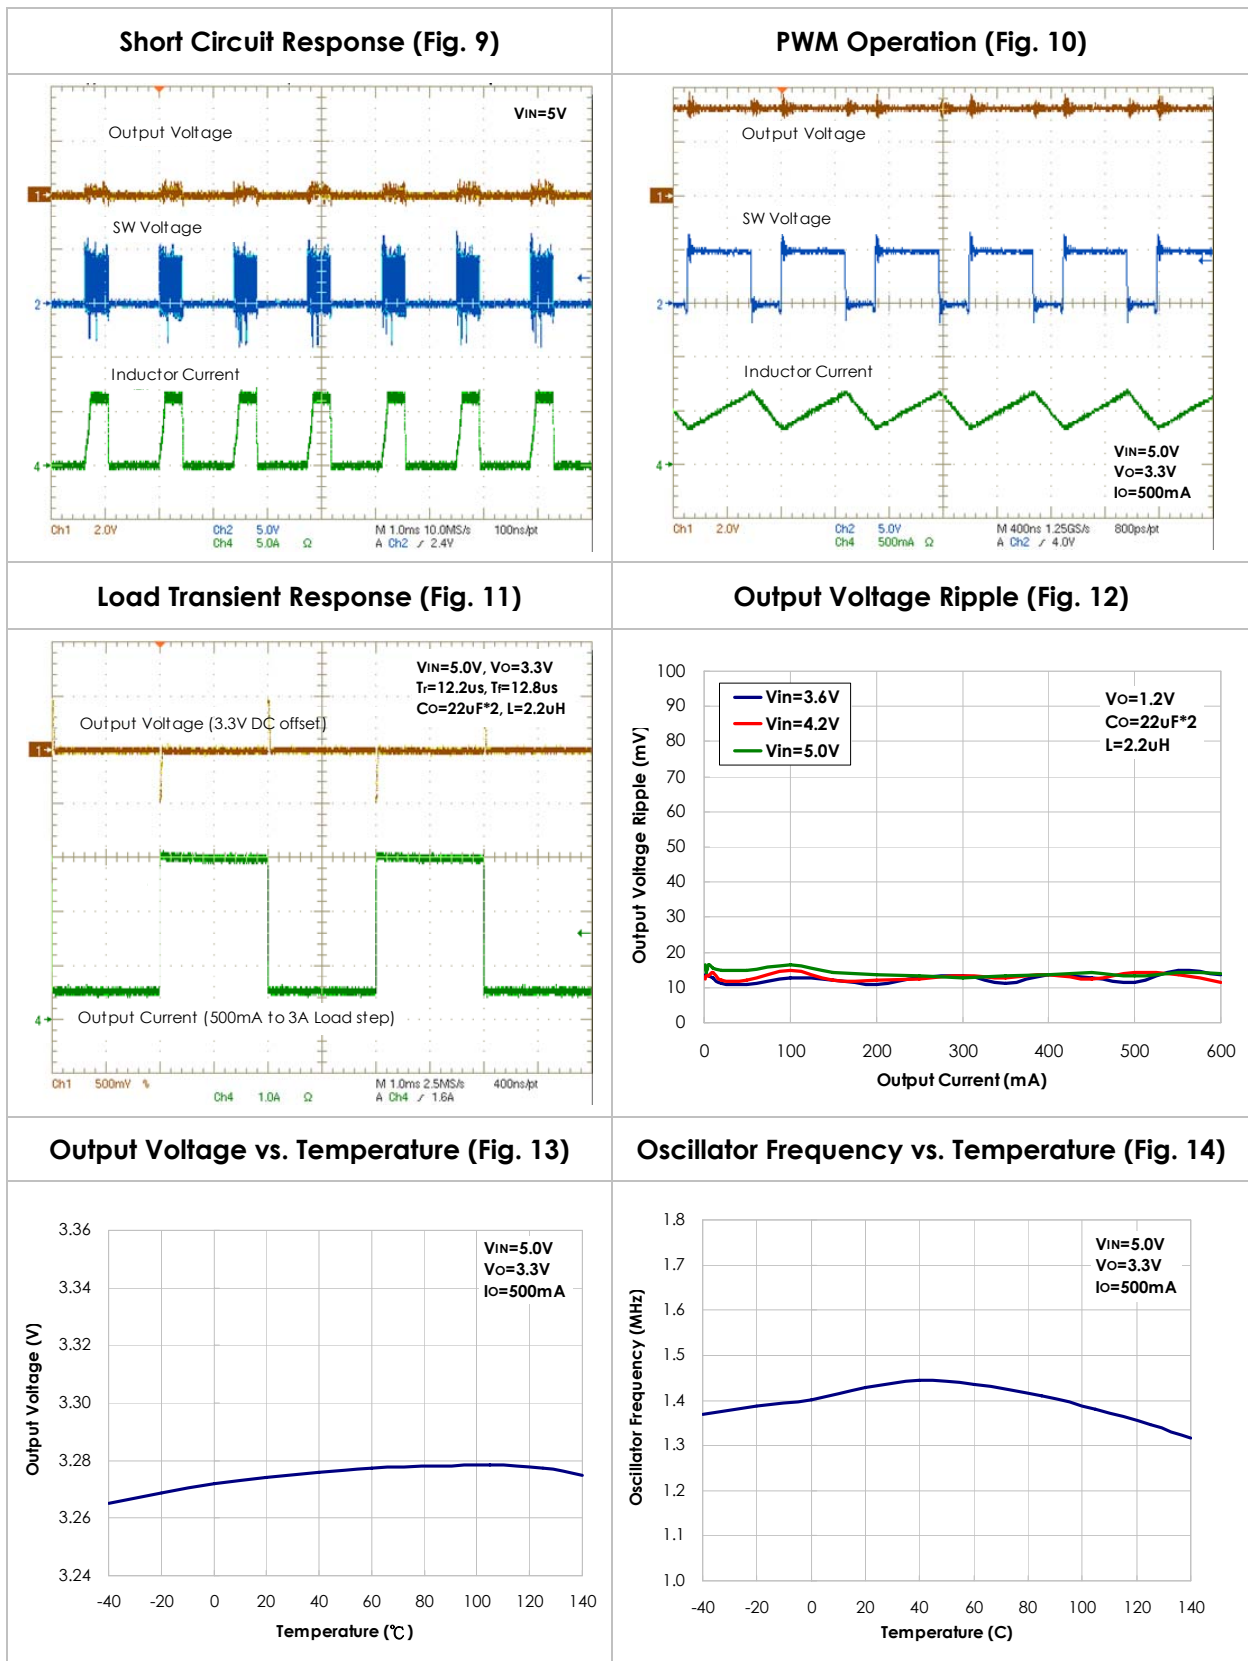 Short Circuit Response (Fig. 9)
PWM Operation (Fig. 10)
VIN=5V
Output Voltage
1
SW Voltage
2
Inductor Current
4
Ch1 2.0V Ch2 5.0V M 1.0ms 10.0MS/s 100ns/pt
Ch4 5.0A Ω A Ch2 / 2.4V
Output Voltage
1
SW Voltage
2
Inductor Current
4
VIN=5.0V
VO=3.3V
IO=500mA
Ch1 2.0V Ch2 5.0V M 400ns 1.25GS/s 800ps/pt
Ch4 500mA Ω A Ch2 / 4.0V
Load Transient Response (Fig. 11)
Output Voltage Ripple (Fig. 12)
VIN=5.0V, VO=3.3V
Tr=12.2us, Tf=12.8us
CO=22uF*2, L=2.2uH
Output Voltage (3.3V DC offset)
1
4
Output Current (500mA to 3A Load step)
Ch1 500mV % M 1.0ms 2.5MS/s 400ns/pt
Ch4 1.0A Ω A Ch4 / 1.6A
100
90
80
70
60
50
40
30
20
10
0
Output Voltage Ripple (mV)
Vin=3.6V
Vin=4.2V
Vin=5.0V
VO=1.2V
CO=22uF*2
L=2.2uH
0 100 200 300 400 500 600
Output Current (mA)
Output Voltage vs. Temperature (Fig. 13)
Oscillator Frequency vs. Temperature (Fig. 14)
3.36
3.34
3.32
3.30
3.28
3.26
3.24
Output Voltage (V)
VIN=5.0V
VO=3.3V
IO=500mA
-40 -20 0 20 40 60 80 100 120 140
Temperature (℃)
1.8
1.7
1.6
1.5
1.4
1.3
1.2
1.1
1.0
Oscillator Frequency (MHz)
VIN=5.0V
VO=3.3V
IO=500mA
-40 -20 0 20 40 60 80 100 120 140
Temperature (C)